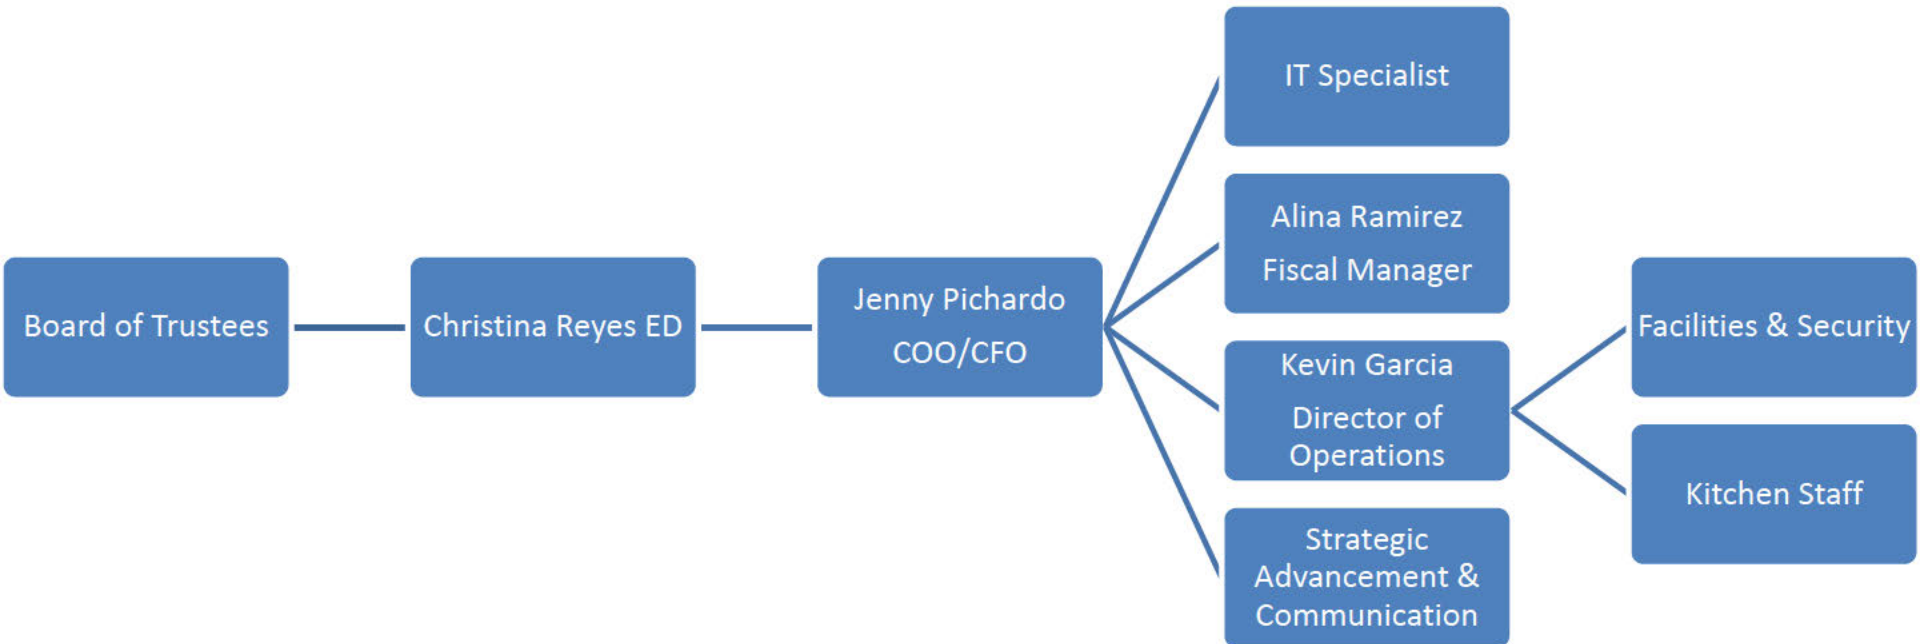 Board of Trustees
Christina Reyes ED
Jenny Pichardo
COO/CFO
IT Specialist
Alina Ramirez
Fiscal Manager
Kevin Garcia
Director of
Operations
Strategic
Advancement &
Communication
Facilities & Security
Kitchen Staff